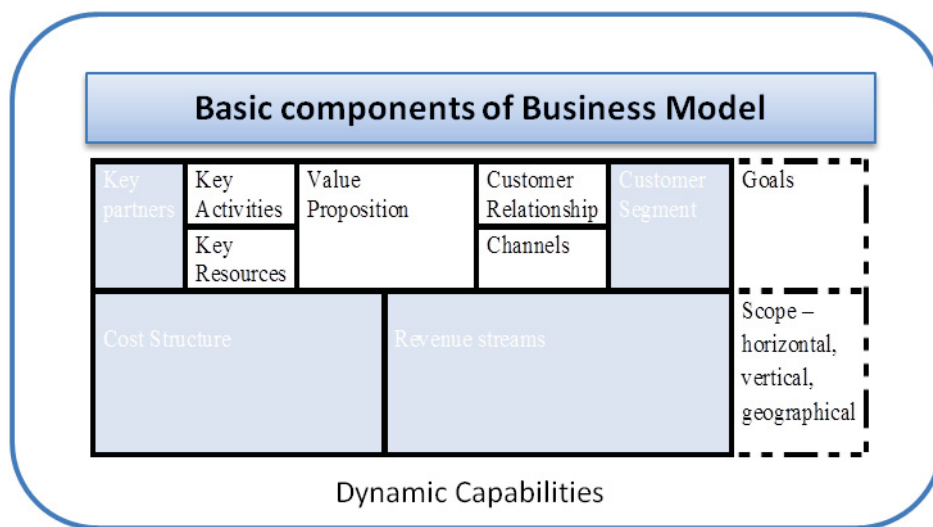 Basic components of Business Model
Key
partners
Key
Activities
Key
Resources
Value
Proposition
Customer
Relationship
Channels
Customer
Segment
Goals
Cost Structure
Revenue streams
Scope –
horizontal,
vertical,
geographical
Dynamic Capabilities